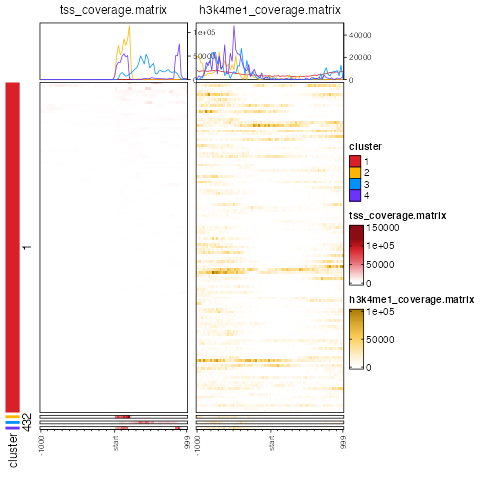 tss_coverage.matrix
h3k4me1_coverage.matrix
1e+05
50000
0
40000
20000
0
cluster
1
2
3
4
tss_coverage.matrix
150000
1e+05
50000
0
h3k4me1_coverage.matrix
1e+05
50000
0
1
432
cluster
-1000
start
999
-1000
start
999